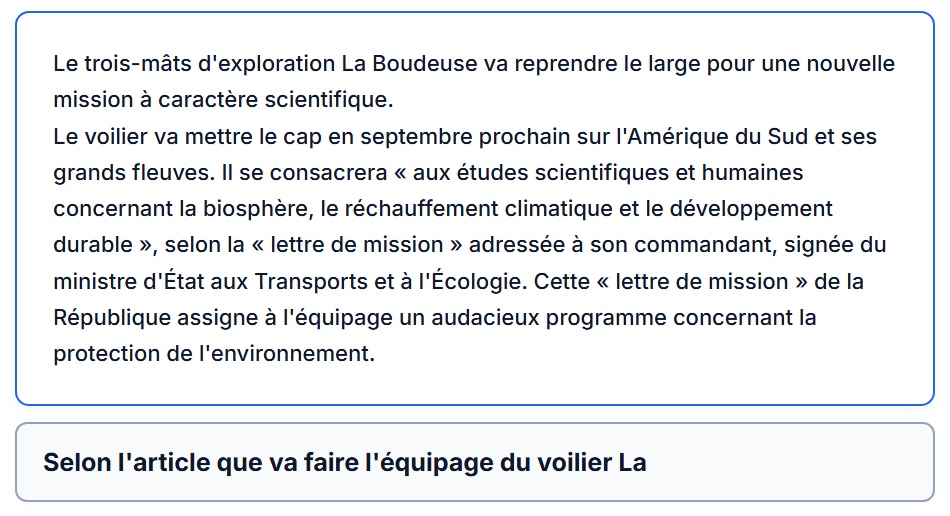 Le trois-mâts d'exploration La Boudeuse va reprendre le large pour une nouvelle
mission à caractère scientifique.
Le voilier va mettre le cap en septembre prochain sur l'Amérique du Sud et ses
grands fleuves. Il se consacrera « aux études scientifiques et humaines
concernant la biosphère, le réchauffement climatique et le développement
durable », selon la « lettre de mission » adressée à son commandant, signée du
ministre d'État aux Transports et à l'Écologie. Cette « lettre de mission » de la
République assigne à l'équipage un audacieux programme concernant la
protection de l'environnement.
Selon l'article que va faire l'équipage du voilier La